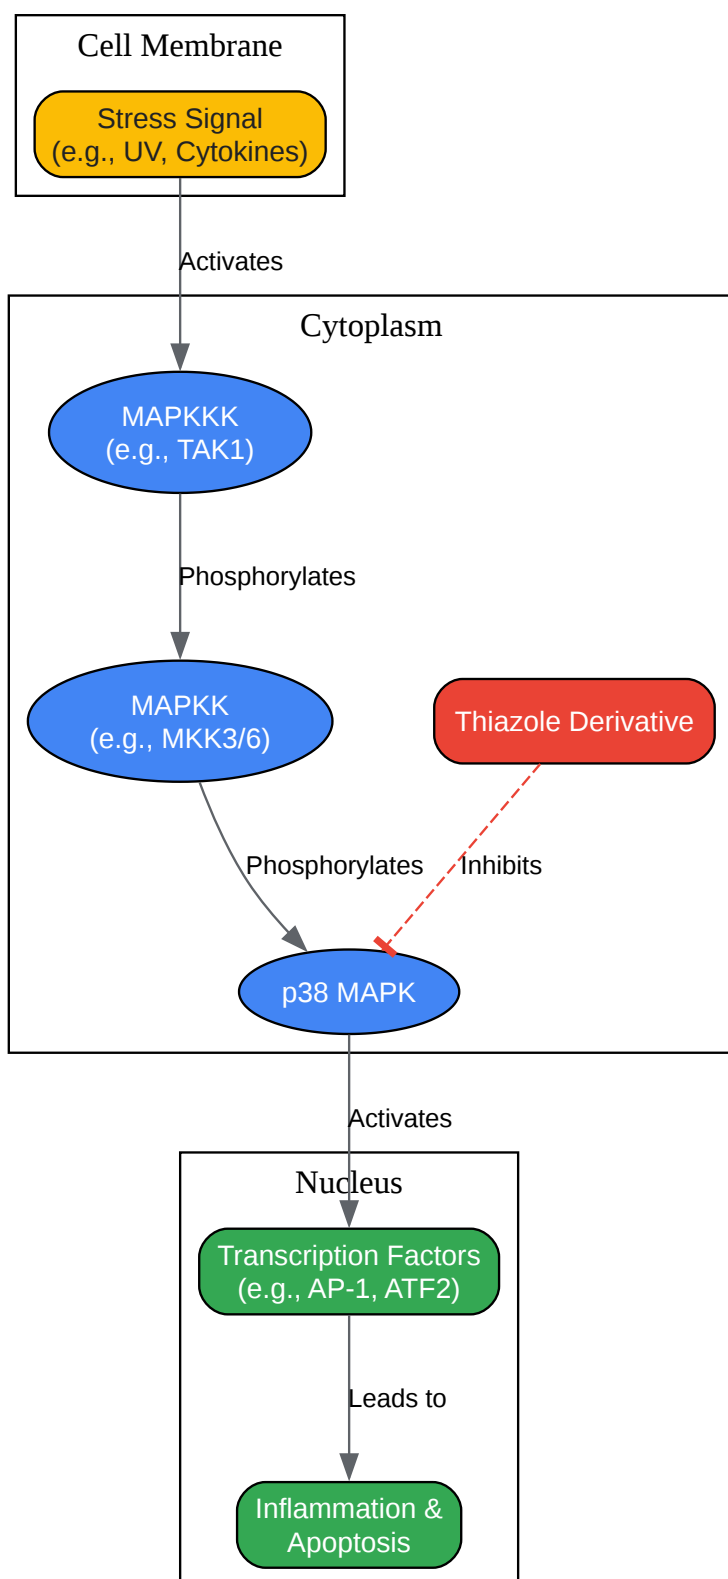 Cell Membrane
Stress Signal
(e.g., UV, Cytokines)
Activates
Cytoplasm
MAPKKK
(e.g., TAK1)
Phosphorylates
MAPKK
(e.g., MKK3/6)
Thiazole Derivative
Phosphorylates
Inhibits
p38 MAPK
Activates
Nucleus
Transcription Factors
(e.g., AP-1, ATF2)
Leads to
Inflammation &
Apoptosis